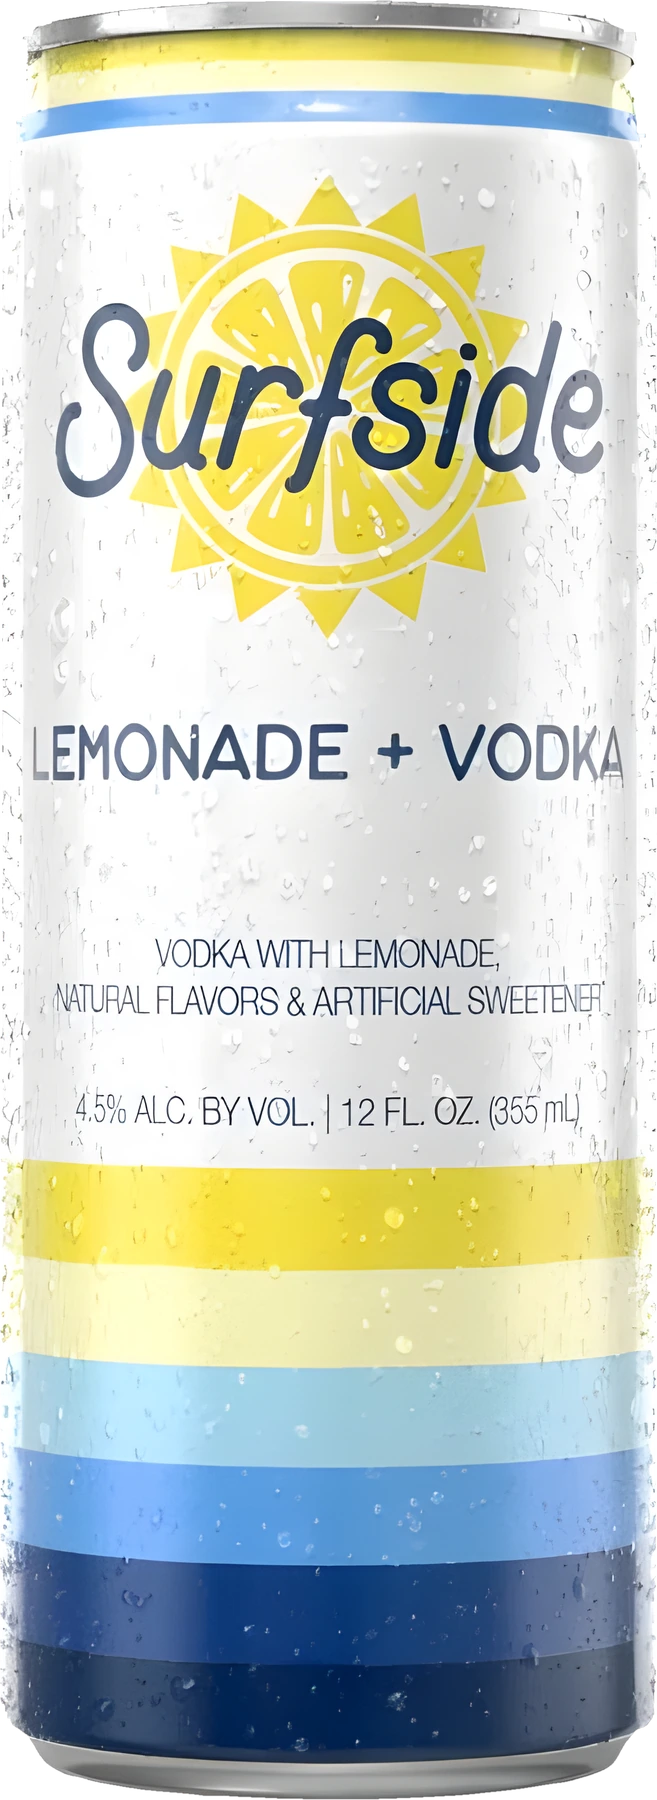 Surfside
LEMONADE + VODKA
VODKA WITH LEMONADE,
NATURAL FLAVORS & ARTIFICIAL SWEETENER
4.5% ALC. BY VOL. | 12 FL. OZ. (355 mL)